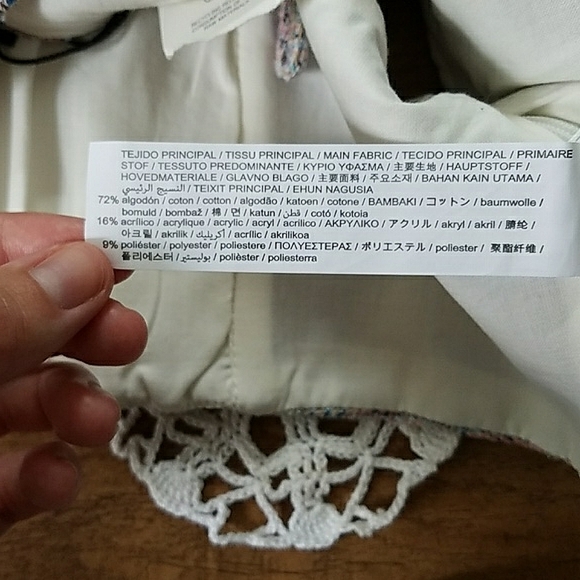 RECYCLING
TEJIDO PRINCIPAL / TISSU PRINCIPAL / MAIN FABRIC / TECIDO PRINCIPAL / PRIMAIRE
STOF / TESSUTO PREDOMINANTE / ΚΥΡΙΟ ΥΦΑΣΜΑ / 主要生地 / HAUPTSTOFF /
HOVEDMATERIALE / GLAVNO BLAGO / 主要面料 / 주요소재 / BAHAN KAIN UTAMA /
النسيج الرئيسي / TEIXIT PRINCIPAL / EHUN NAGUSIA
72% algodón / coton / cotton / algodão / katoen / cotone / BAMBAKI / コットン / baumwolle /
bomuld / bombaž / 棉 / 면 / katun / قطن / cotó / kotoia
16% acrílico / acrylique / acrylic / acryl / acrilico / ΑΚΡΥΛΙΚΟ / アクリル / akryl / akril / 腈纶 /
아크릴 / akrilik / أكريليك / acrílic / akrilikoa
9% poliéster / polyester / poliestere / ΠΟΛΥΕΣΤΕΡΑΣ / ポリエステル / poliester / 聚酯纤维 /
폴리에스터 / بوليستير / polièster / poliesterra